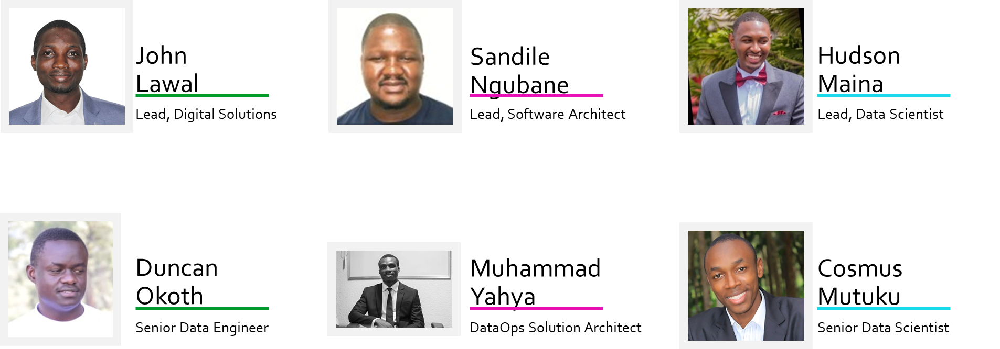 John
Lawal
Lead, Digital Solutions
Sandile
Ngubane
Lead, Software Architect
Hudson
Maina
Lead, Data Scientist
Duncan
Okoth
Senior Data Engineer
Muhammad
Yahya
DataOps Solution Architect
Cosmus
Mutuku
Senior Data Scientist